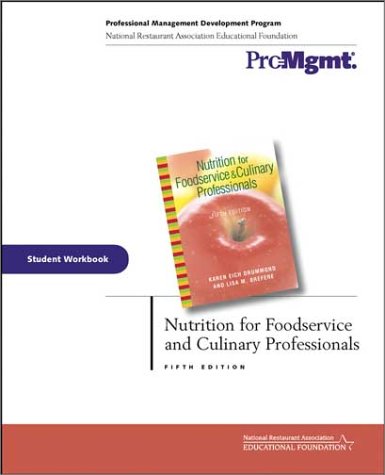 Professional Management Development Program
National Restaurant Association Educational Foundation
ProMgmt.
Nutrition for
Foodservice & Culinary
Professionals
FIFTH EDITION
KAREN EICH DRUMMOND
AND LISA M. BREFERE
Student Workbook
Nutrition for Foodservice
and Culinary Professionals
FIFTH EDITION
National Restaurant Association
EDUCATIONAL FOUNDATION